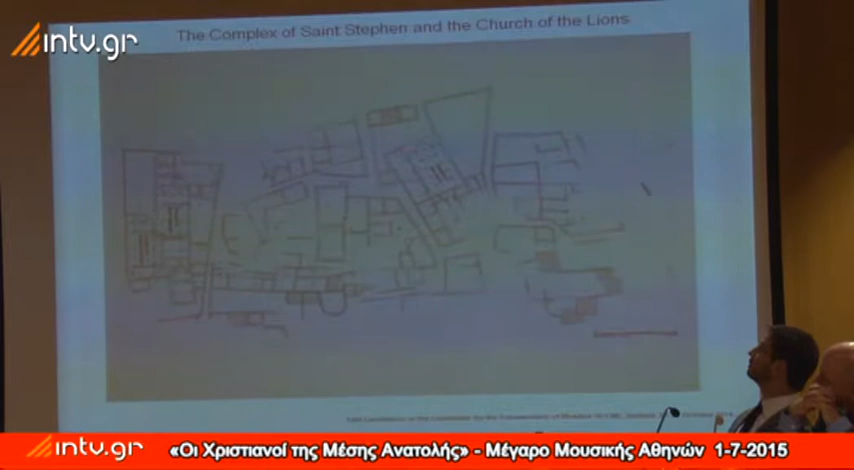 intv.gr
The Complex of Saint Stephen and the Church of the Lions
intv.gr «Οι Χριστιανοί της Μέσης Ανατολής» - Μέγαρο Μουσικής Αθηνών 1-7-2015